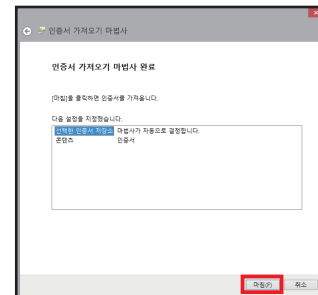 인증서 가져오기 마법사
인증서 가져오기 마법사 완료
[마침]을 클릭하면 인증서를 가져옵니다.
다음 설정을 지정했습니다.
선택한 인증서 저장소 마법사가 자동으로 결정합니다.
콘텐츠 인증서
마침(F) 취소